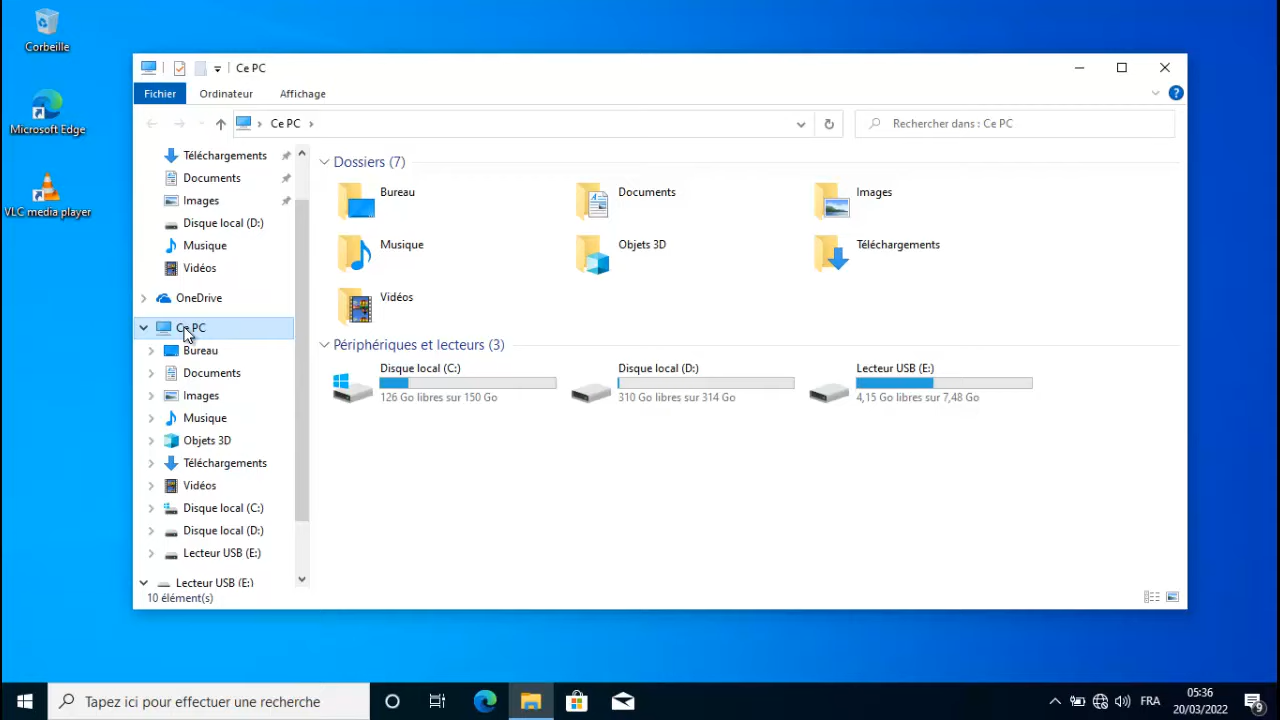 Corbeille
Microsoft Edge
VLC media player
Ce PC
Fichier
Ordinateur
Affichage
Ce PC
Rechercher dans : Ce PC
Téléchargements
Documents
Images
Disque local (D:)
Musique
Vidéos
OneDrive
Ce PC
Bureau
Documents
Images
Musique
Objets 3D
Téléchargements
Vidéos
Disque local (C:)
Disque local (D:)
Lecteur USB (E:)
Lecteur USB (E:)
Dossiers (7)
Bureau
Documents
Images
Musique
Objets 3D
Téléchargements
Vidéos
Périphériques et lecteurs (3)
Disque local (C:)
126 Go libres sur 150 Go
Disque local (D:)
310 Go libres sur 314 Go
Lecteur USB (E:)
4,15 Go libres sur 7,48 Go
10 élément(s)
Tapez ici pour effectuer une recherche
FRA
05:36
20/03/2022
9